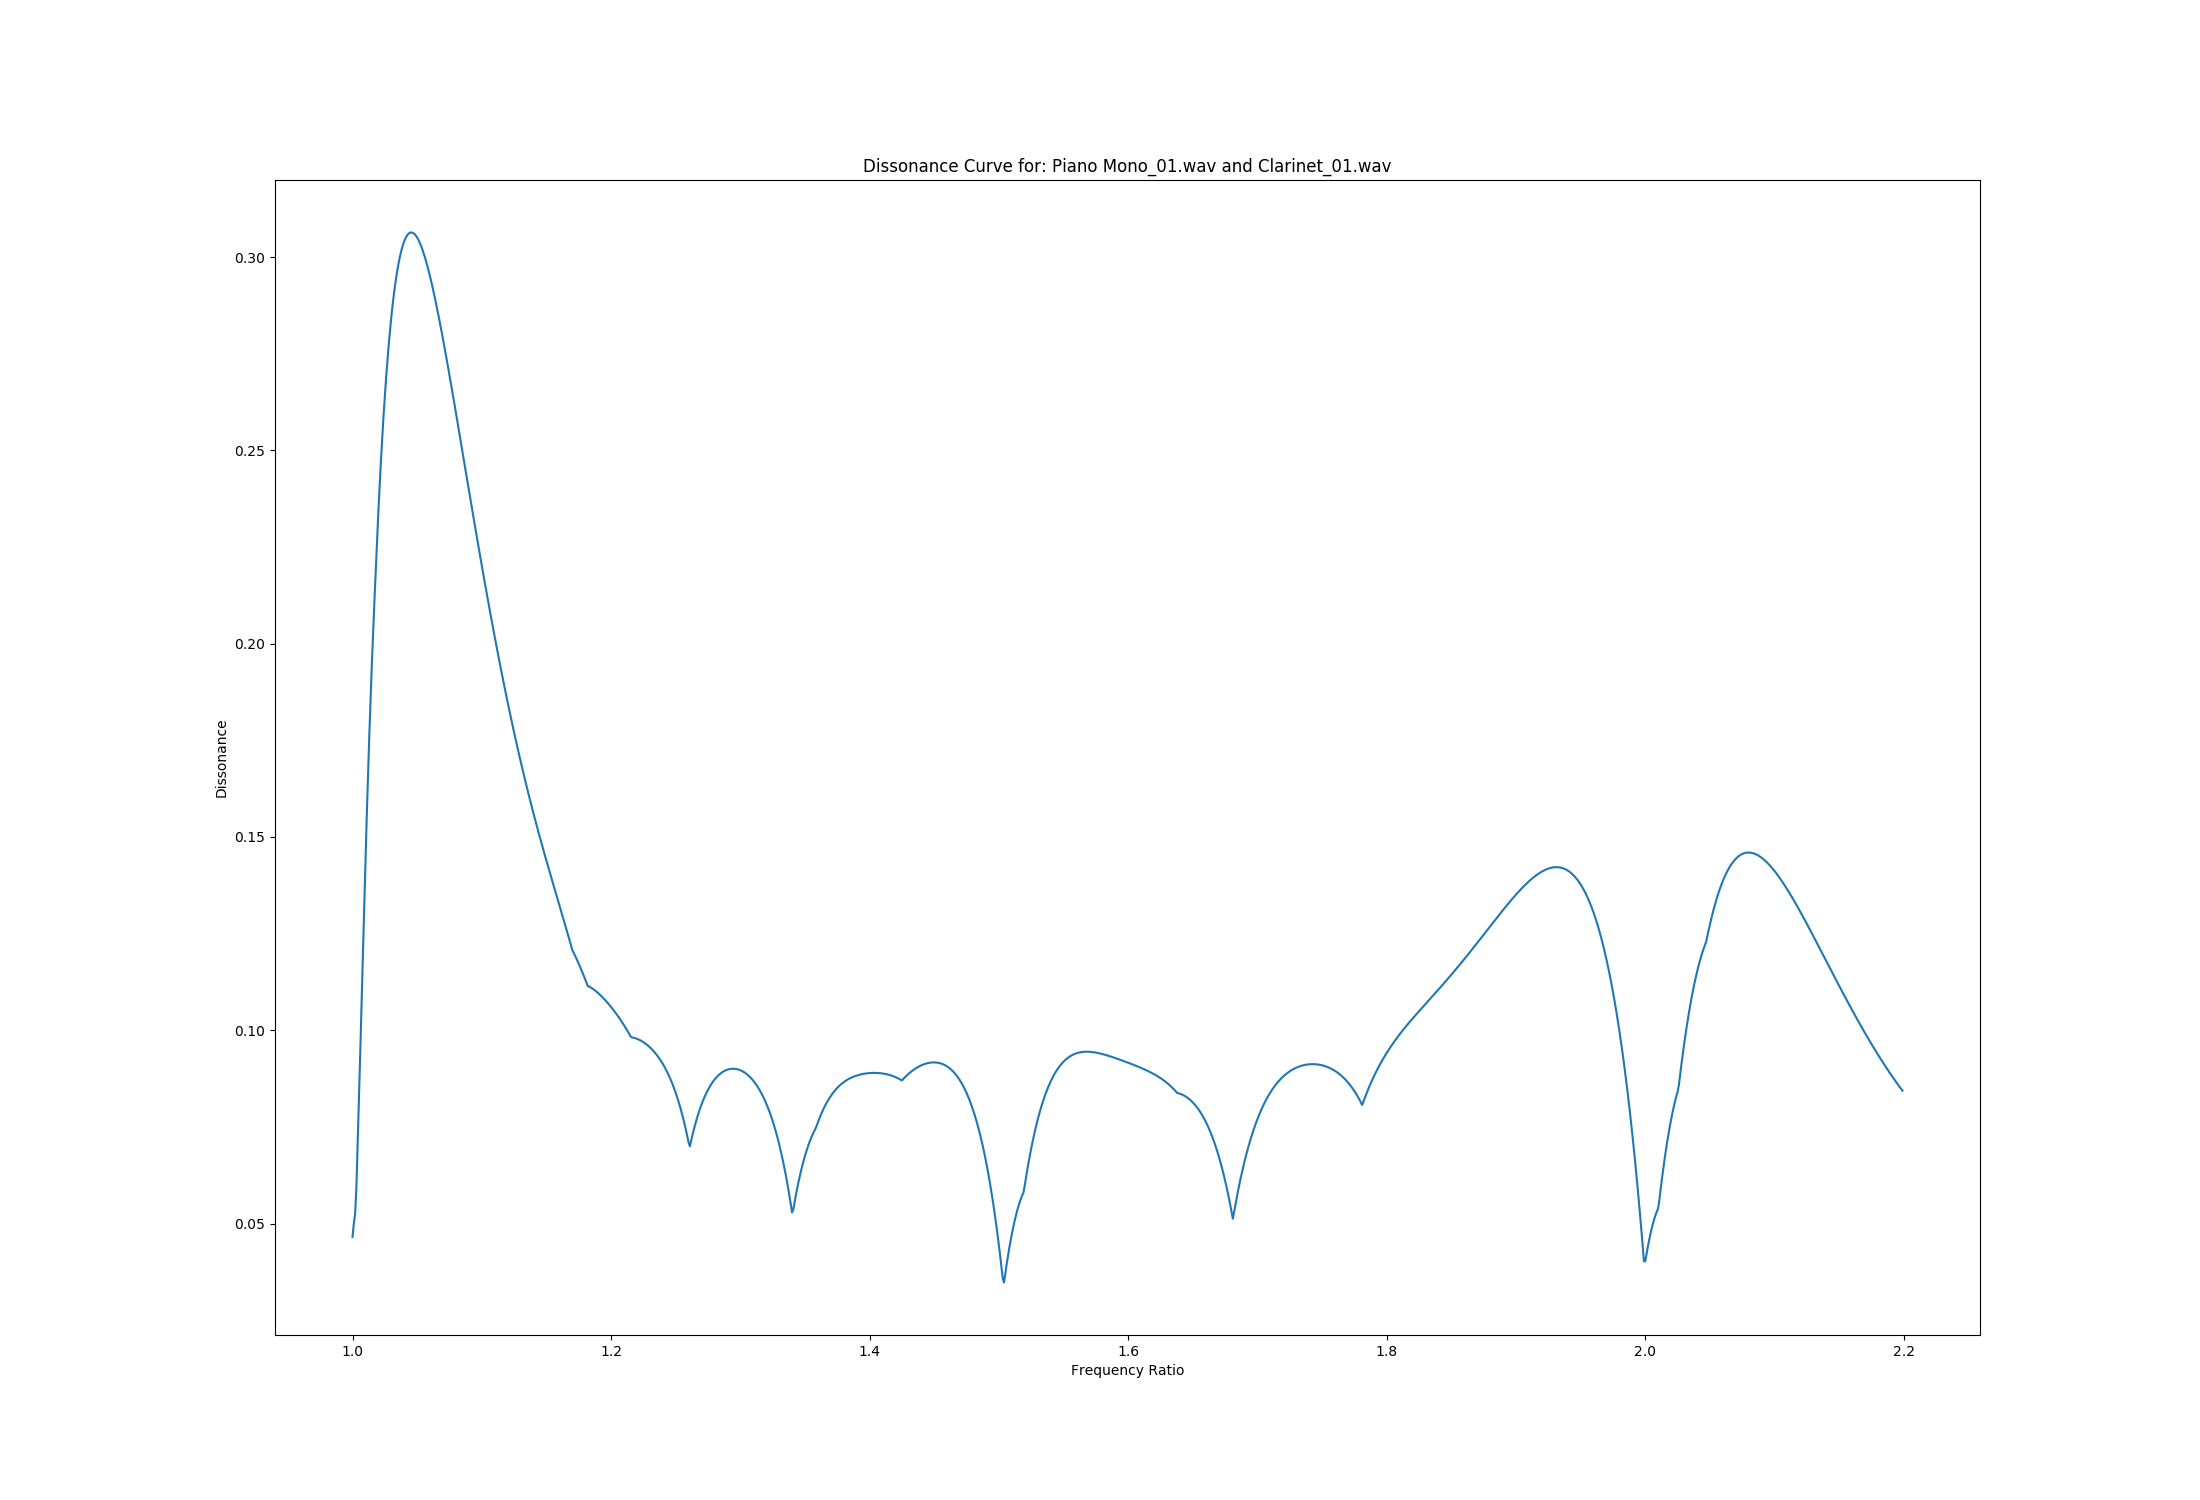 Dissonance Curve for: Piano Mono_01.wav and Clarinet_01.wav
0.30
0.25
0.20
0.15
0.10
0.05
Dissonance
1.0 1.2 1.4 1.6 1.8 2.0 2.2
Frequency Ratio